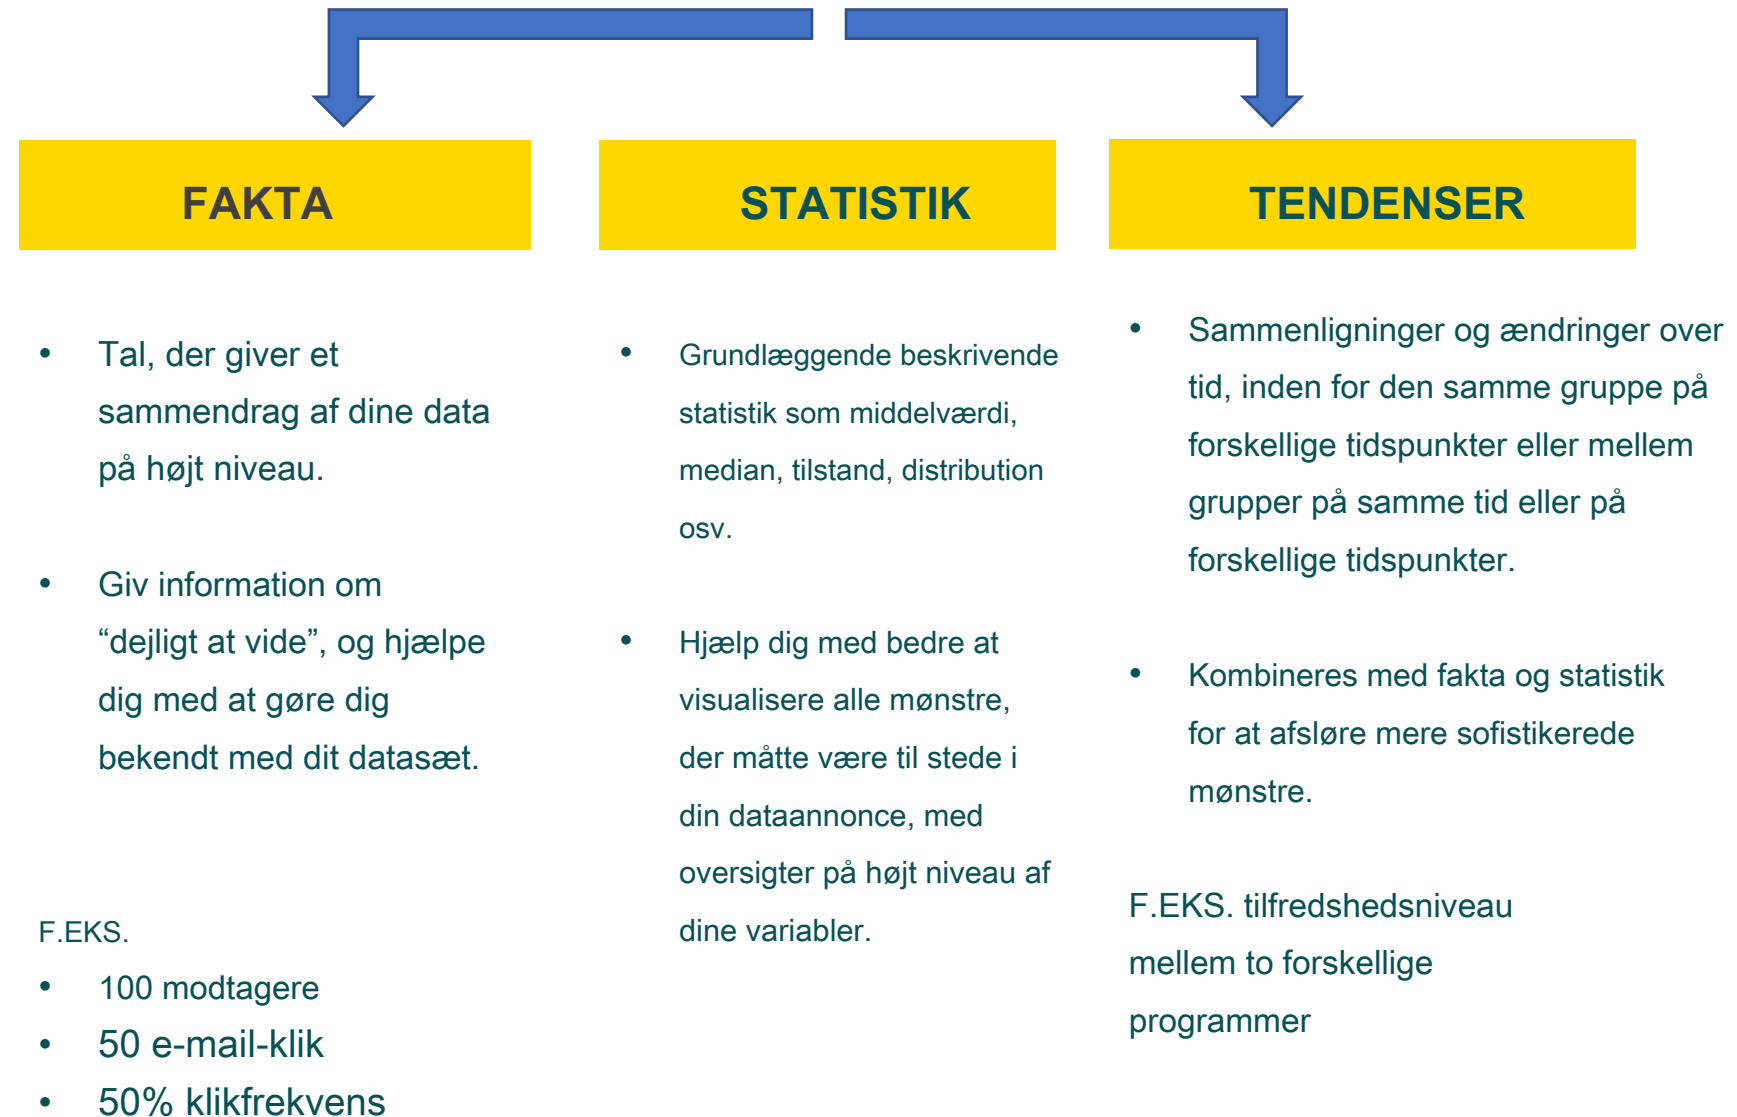 FAKTA
• Tal, der giver et
sammendrag af dine data
på højt niveau.
• Giv information om
“dejligt at vide”, og hjælpe
dig med at gøre dig
bekendt med dit datasæt.
F.EKS.
• 100 modtagere
• 50 e-mail-klik
• 50% klikfrekvens
STATISTIK
• Grundlæggende beskrivende
statistik som middelværdi,
median, tilstand, distribution
osv.
• Hjælp dig med bedre at
visualisere alle mønstre,
der måtte være til stede i
din dataannonce, med
oversigter på højt niveau af
dine variabler.
TENDENSER
• Sammenligninger og ændringer over
tid, inden for den samme gruppe på
forskellige tidspunkter eller mellem
grupper på samme tid eller på
forskellige tidspunkter.
• Kombineres med fakta og statistik
for at afsløre mere sofistikerede
mønstre.
F.EKS. tilfredshedsniveau
mellem to forskellige
programmer